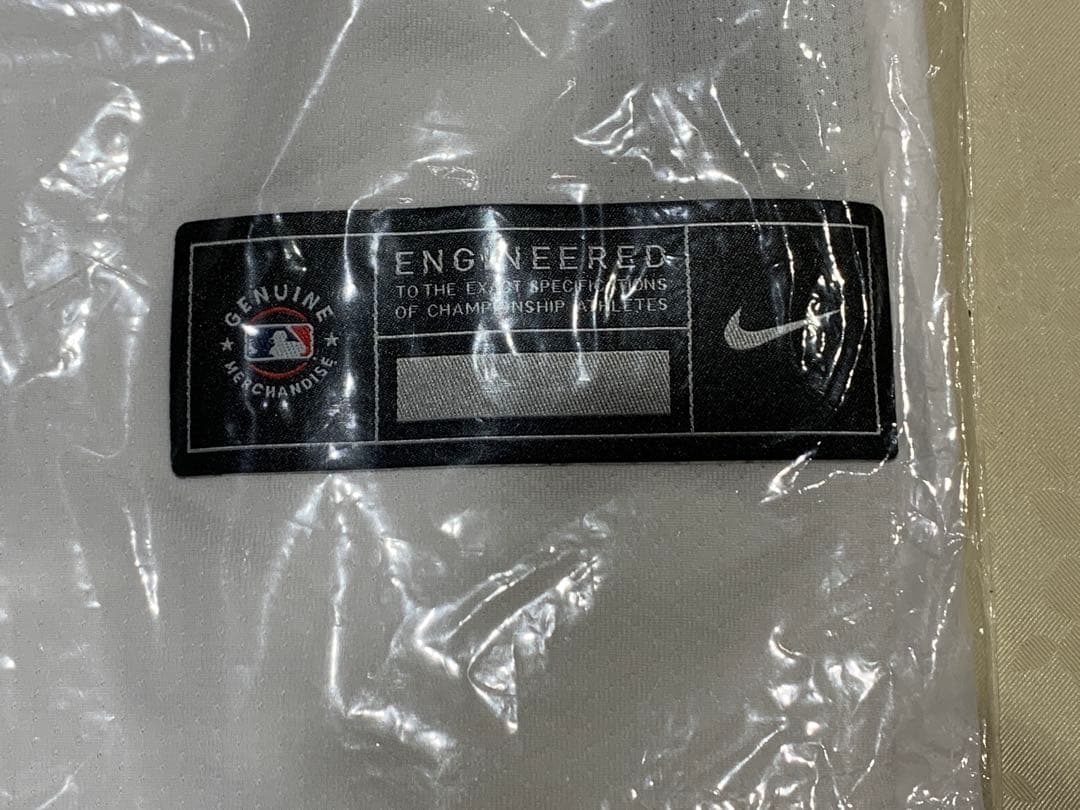 GENUINE
MERCHANDISE
ENGINEERED
TO THE EXACT SPECIFICATIONS
OF CHAMPIONSHIP ATHLETES